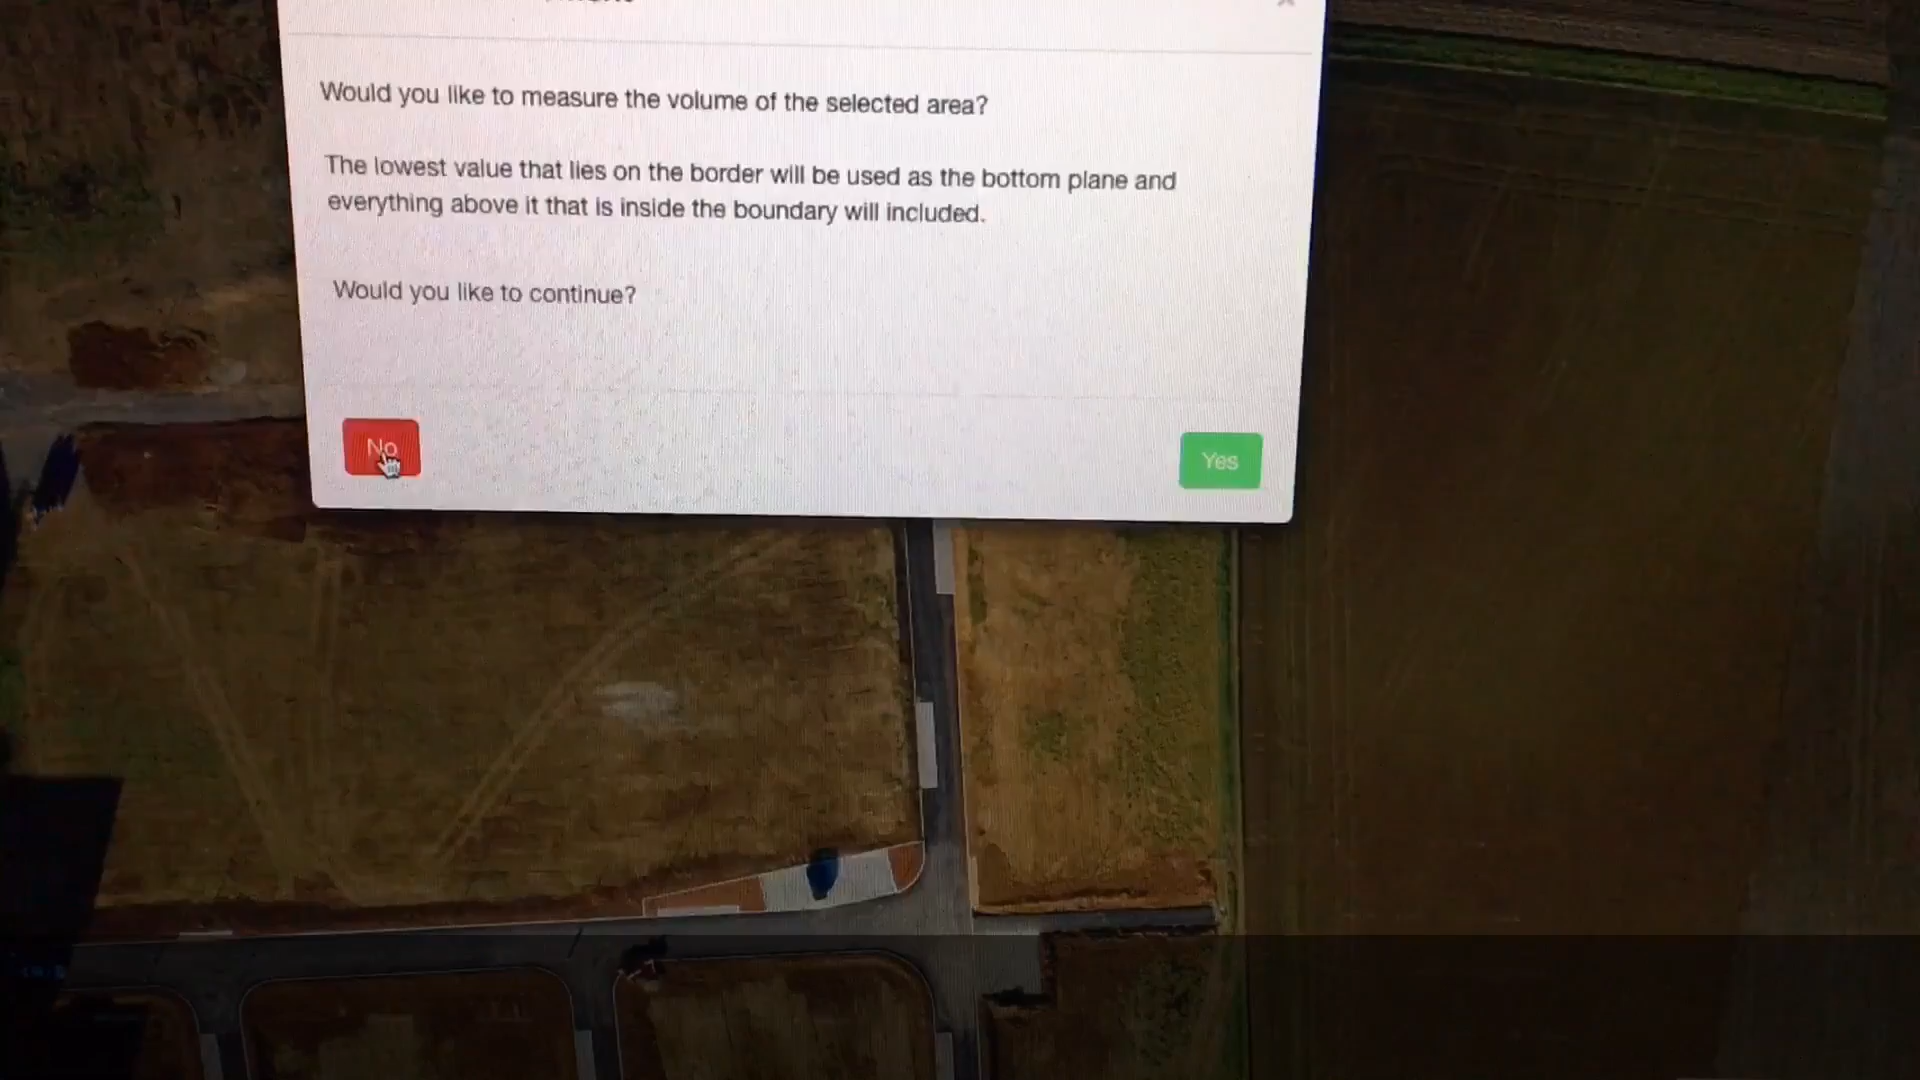 Would you like to measure the volume of the selected area?
The lowest value that lies on the border will be used as the bottom plane and
everything above it that is inside the boundary will included.
Would you like to continue?
No
Yes